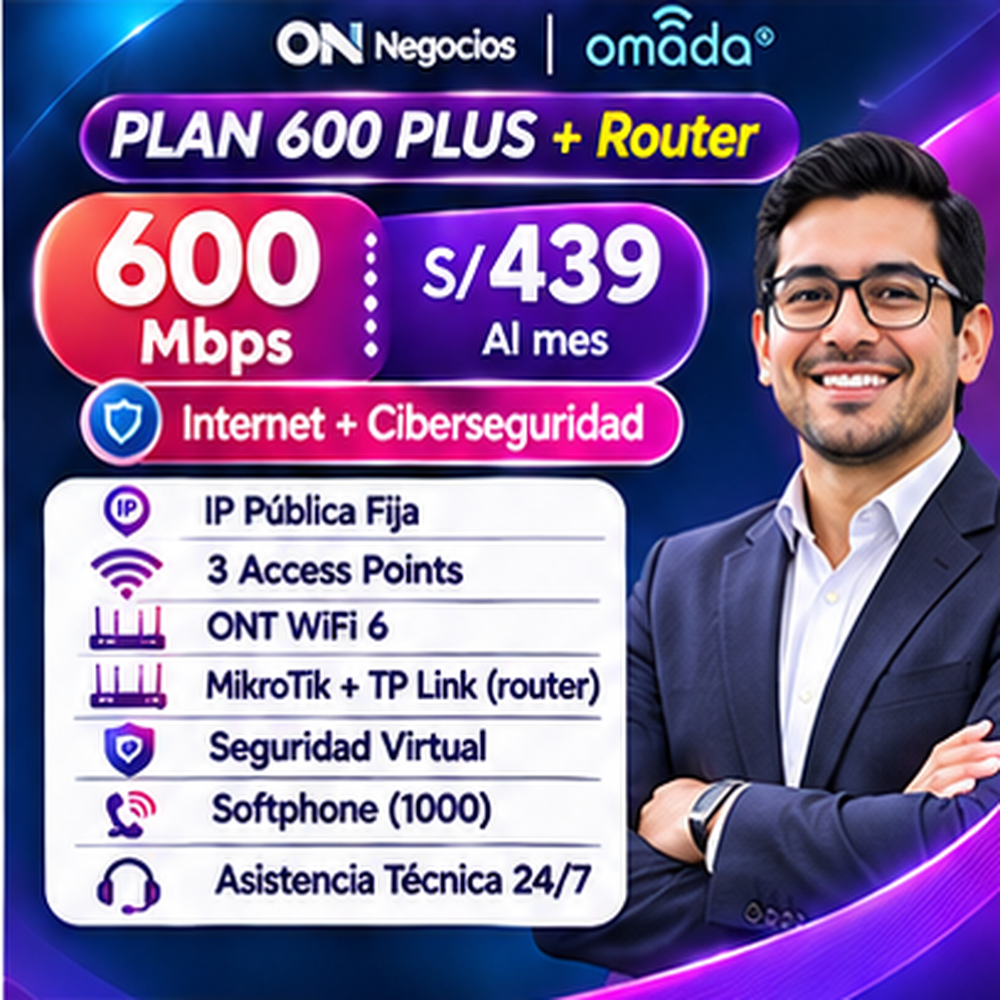 ON Negocios | omada
PLAN 600 PLUS + Router
600
Mbps
S/439
Al mes
Internet + Ciberseguridad
IP
IP Pública Fija
3 Access Points
ONT WiFi 6
MikroTik + TP Link (router)
Seguridad Virtual
Softphone (1000)
Asistencia Técnica 24/7